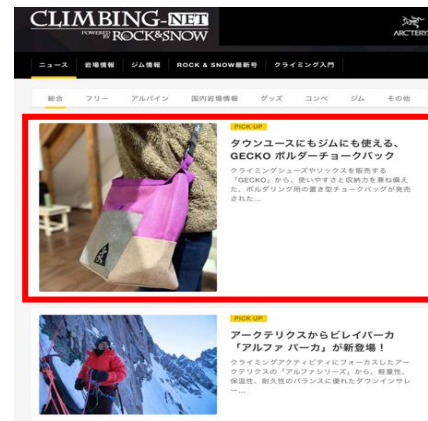 CLIMBING-NET
POWERED BY ROCK&SNOW
ARC'TERY
ニュース 岩場情報 ジム情報 ROCK & SNOW最新号 クライミング入門
総合 フリー アルパイン 国内岩場情報 グッズ コンペ ジム その他
PICK UP
タウンユースにもジムにも使える、
GECKO ボルダーチョークバック
クライミングシューズやソックスを販売する
「GECKO」から、使いやすさと収納力を兼ね備え
た、ボルダリング用の置き型チョークバッグが発売
された...
PICK UP
アークテリクスからビレイパーカ
「アルファ パーカ」が新登場！
クライミングアクティビティにフォーカスしたアー
クテリクスの「アルファシリーズ」から、軽量性、
保温性、耐久性のバランスに優れたダウンインサレ
ー...